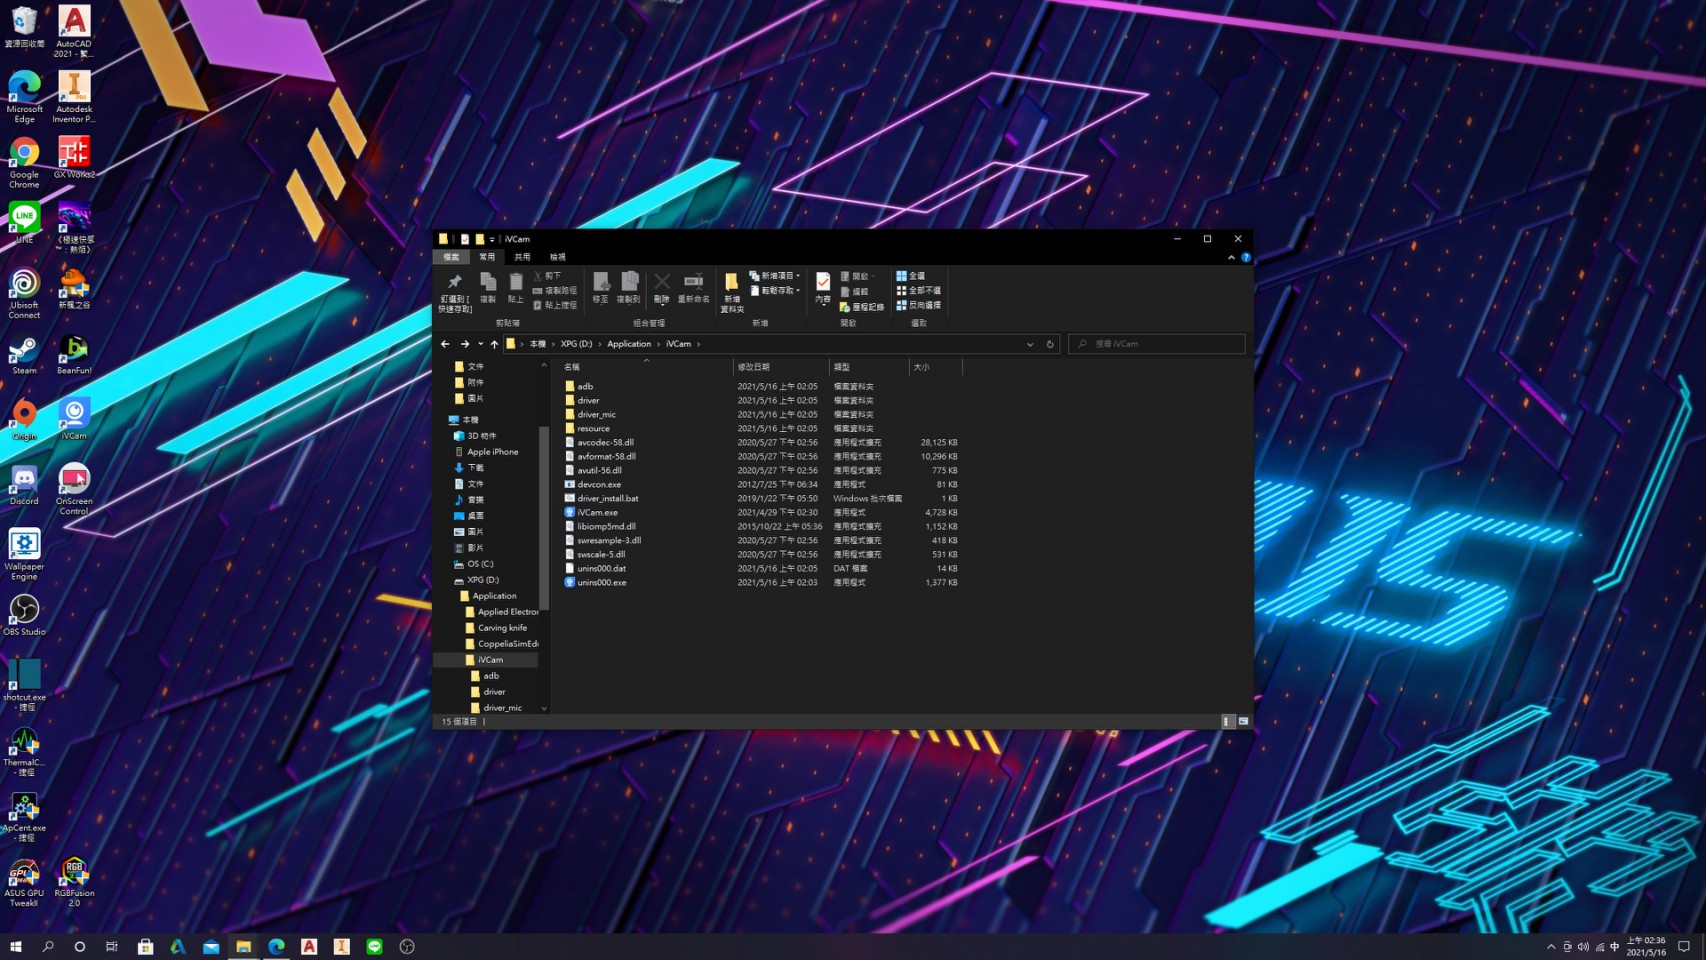 資源回收筒
AutoCAD
2021 - 繁...
Microsoft
Edge
Autodesk
Inventor P...
Google
Chrome
GX Works2
LINE
《極速快感
™：熱焰》
Ubisoft
Connect
新瓶之谷
Steam
BeanFun!
Origin
iVCam
Discord
OnScreen
Control
Wallpaper
Engine
OBS Studio
shotcut.exe
- 捷徑
ThermalC...
- 捷徑
ApCent.exe
- 捷徑
ASUS GPU
TweakII
RGBFusion
2.0
iVCam
檔案 常用 共用 檢視
釘選到 [
快速存取]
複製
貼上
剪下
複製路徑
貼上捷徑
剪貼簿
移至
複製到
刪除
重新命名
組合管理
新增
資料夾
新增項目
輕鬆存取
新增
內容
開啟
編輯
歷程記錄
開啟
全選
全部不選
反向選擇
選取
本機 > XPG (D:) > Application > iVCam >
搜尋 iVCam
文件
附件
圖片
本機
3D 物件
Apple iPhone
下載
文件
音樂
桌面
圖片
影片
OS (C:)
XPG (D:)
Application
Applied Electron
Carving knife
CoppeliaSimEdu
iVCam
adb
driver
driver_mic
名稱 修改日期 類型 大小
adb 2021/5/16 上午 02:05 檔案資料夾
driver 2021/5/16 上午 02:05 檔案資料夾
driver_mic 2021/5/16 上午 02:05 檔案資料夾
resource 2021/5/16 上午 02:05 檔案資料夾
avcodec-58.dll 2020/5/27 下午 02:56 應用程式擴充 28,125 KB
avformat-58.dll 2020/5/27 下午 02:56 應用程式擴充 10,296 KB
avutil-56.dll 2020/5/27 下午 02:56 應用程式擴充 775 KB
devcon.exe 2012/7/25 下午 06:34 應用程式 81 KB
driver_install.bat 2019/1/22 下午 05:50 Windows 批次檔案 1 KB
iVCam.exe 2021/4/29 下午 02:30 應用程式 4,728 KB
libiomp5md.dll 2015/10/22 上午 05:36 應用程式擴充 1,152 KB
swresample-3.dll 2020/5/27 下午 02:56 應用程式擴充 418 KB
swscale-5.dll 2020/5/27 下午 02:56 應用程式擴充 531 KB
unins000.dat 2021/5/16 上午 02:05 DAT 檔案 14 KB
unins000.exe 2021/5/16 上午 02:03 應用程式 1,377 KB
15 個項目
中
上午 02:36
2021/5/16